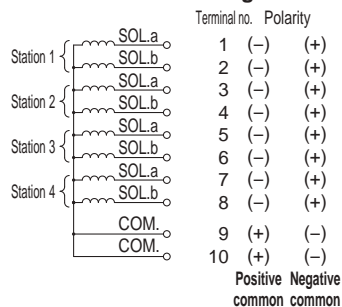 Terminal no. Polarity
Station 1 SOL.a 1 (–) (+)
SOL.b 2 (–) (+)
Station 2 SOL.a 3 (–) (+)
SOL.b 4 (–) (+)
Station 3 SOL.a 5 (–) (+)
SOL.b 6 (–) (+)
Station 4 SOL.a 7 (–) (+)
SOL.b 8 (–) (+)
COM. 9 (+) (–)
COM. 10 (+) (–)
Positive Negative
common common